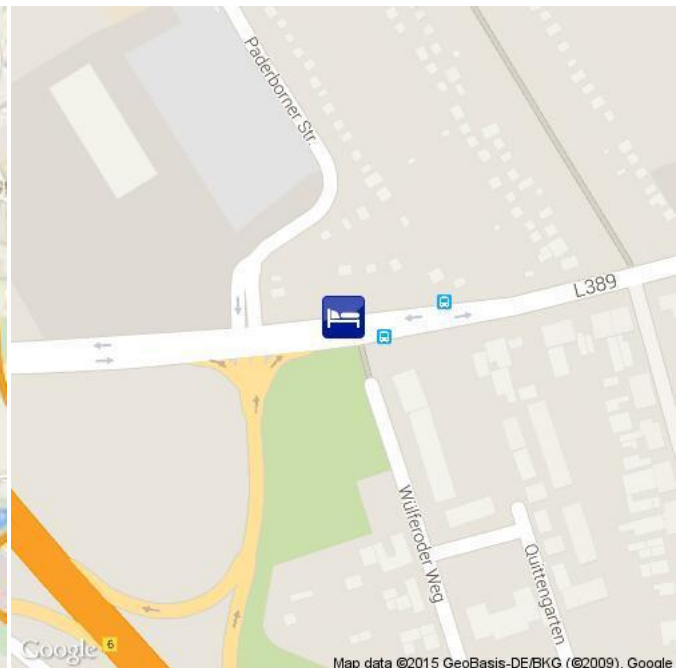 Paderborner Str.
L389
Wülferoder Weg
Quittengarten
Google
6
Map data ©2015 GeoBasis-DE/BKG (©2009), Google